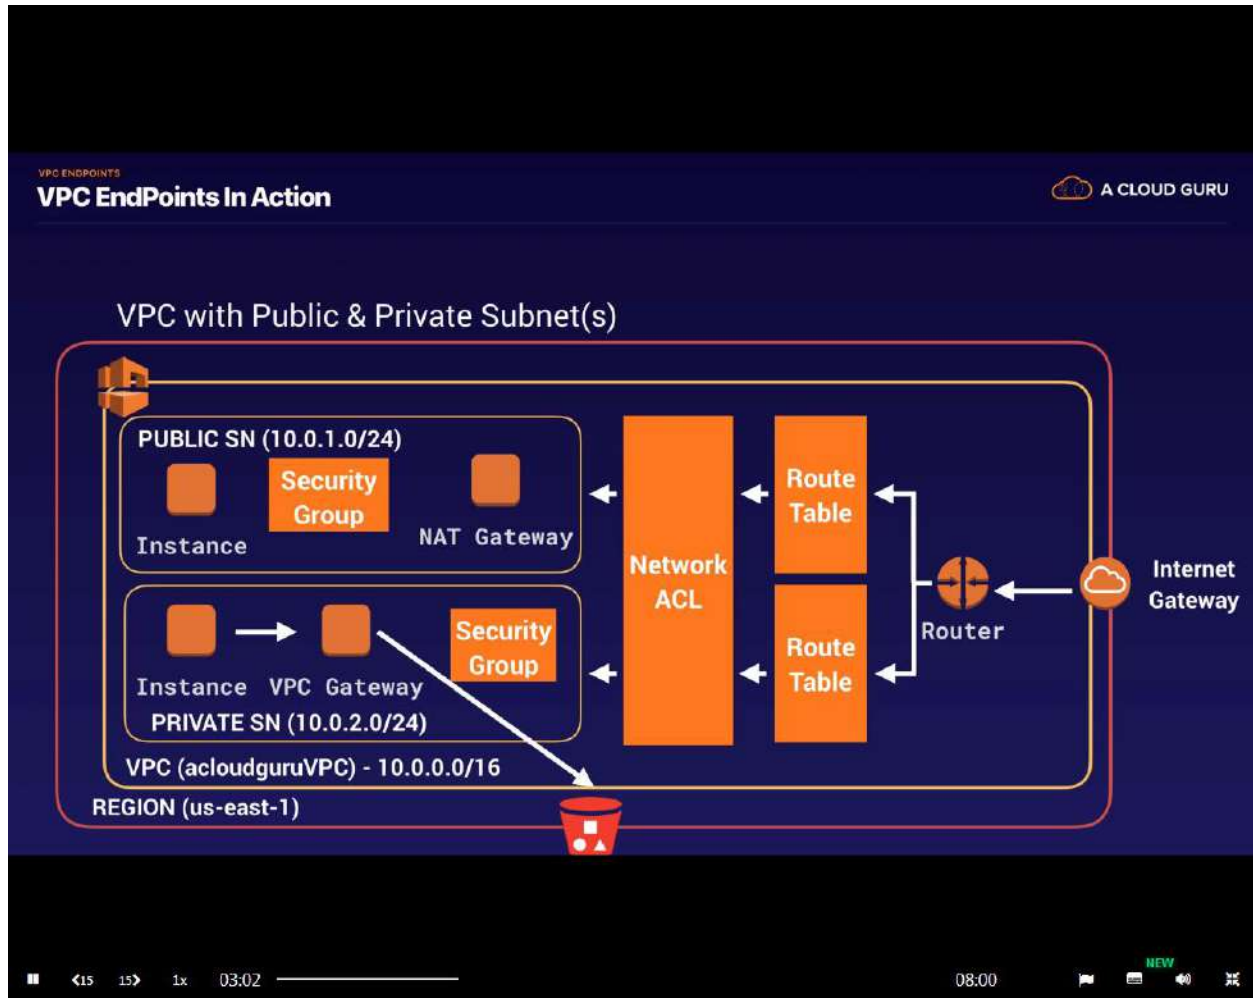 VPC ENDPOINTS
VPC EndPoints In Action
A CLOUD GURU
VPC with Public & Private Subnet(s)
PUBLIC SN (10.0.1.0/24)
Security
Group
Instance
NAT Gateway
Network
ACL
Route
Table
Internet
Gateway
Router
Security
Group
Route
Table
Instance
VPC Gateway
PRIVATE SN (10.0.2.0/24)
VPC (acloudguruVPC) - 10.0.0.0/16
REGION (us-east-1)
15
15
1x
03:02
08:00
NEW